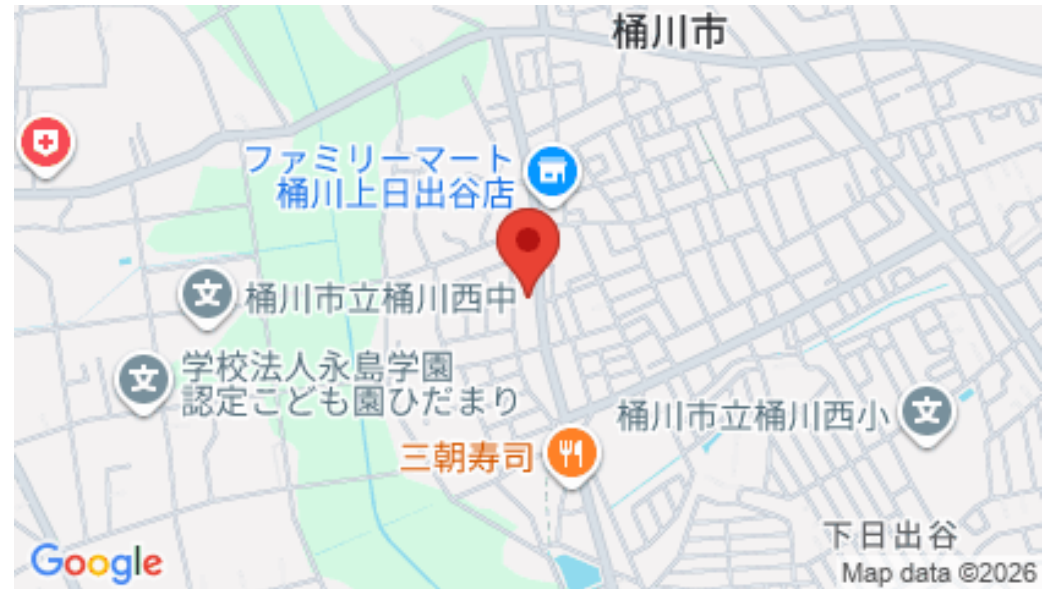 桶川市
ファミリーマート
桶川上日出谷店
桶川市立桶川西中
学校法人永島学園
認定こども園ひだまり
桶川市立桶川西小
三朝寿司
下日出谷
Google
Map data ©2026